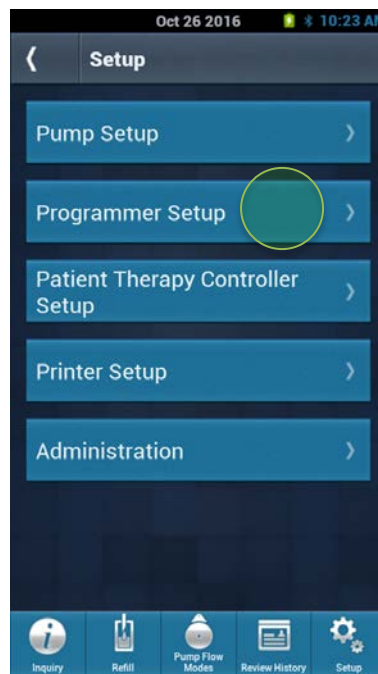 Oct 26 2016 10:23 AM
Setup
Pump Setup
Programmer Setup
Patient Therapy Controller
Setup
Printer Setup
Administration
Inquiry
Refill
Pump Flow
Modes
Review History
Setup